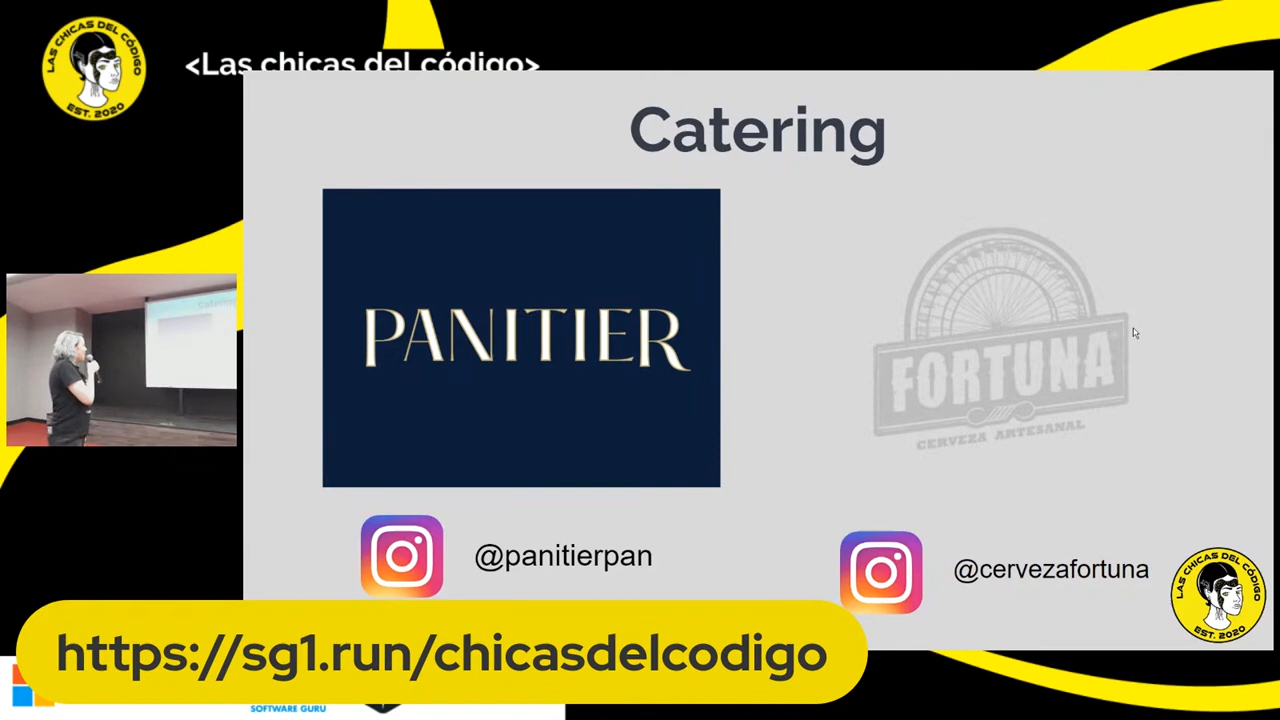 LAS CHICAS DEL CÓDIGO
EST. 2020
<Las chicas del código>
Catering
PANITIER
FORTUNA
CERVEZA ARTESANAL
@panitierpan
@cervezafortuna
LAS CHICAS DEL CÓDIGO
EST. 2020
https://sg1.run/chicasdelcodigo
SOFTWARE GURU